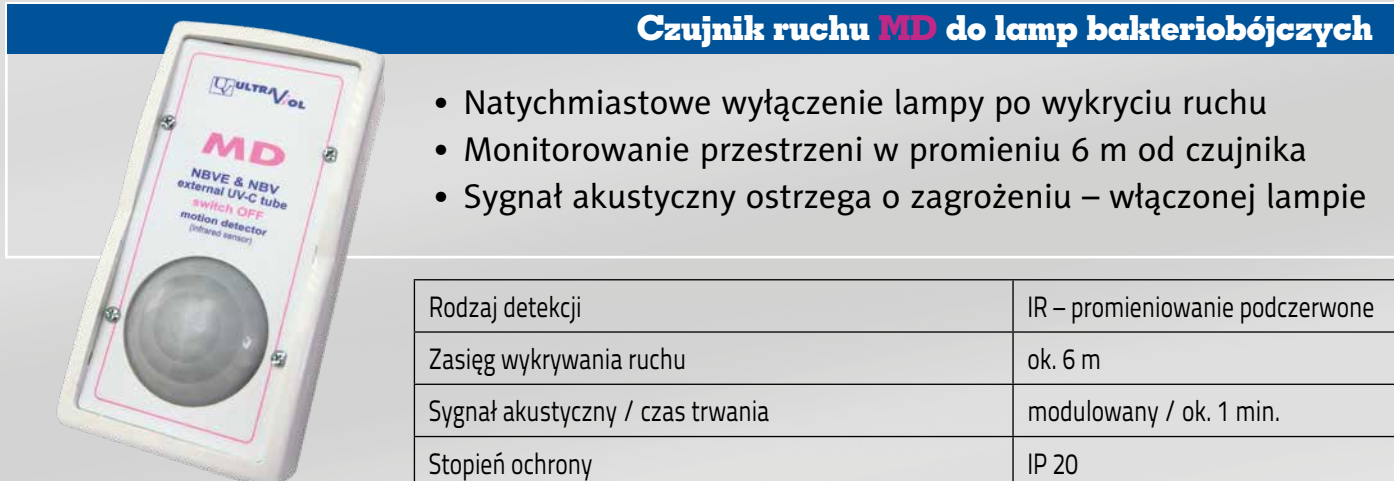 Czujnik ruchu MD do lamp bakteriobójczych
ULTRAVIOL
MD
NBVE & NBV
external UV-C tube
switch OFF
motion detector
(infrared sensor)
• Natychmiastowe wyłączenie lampy po wykryciu ruchu
• Monitorowanie przestrzeni w promieniu 6 m od czujnika
• Sygnał akustyczny ostrzega o zagrożeniu – włączonej lampie
Rodzaj detekcji IR – promieniowanie podczerwone
Zasięg wykrywania ruchu ok. 6 m
Sygnał akustyczny / czas trwania modulowany / ok. 1 min.
Stopień ochrony IP 20